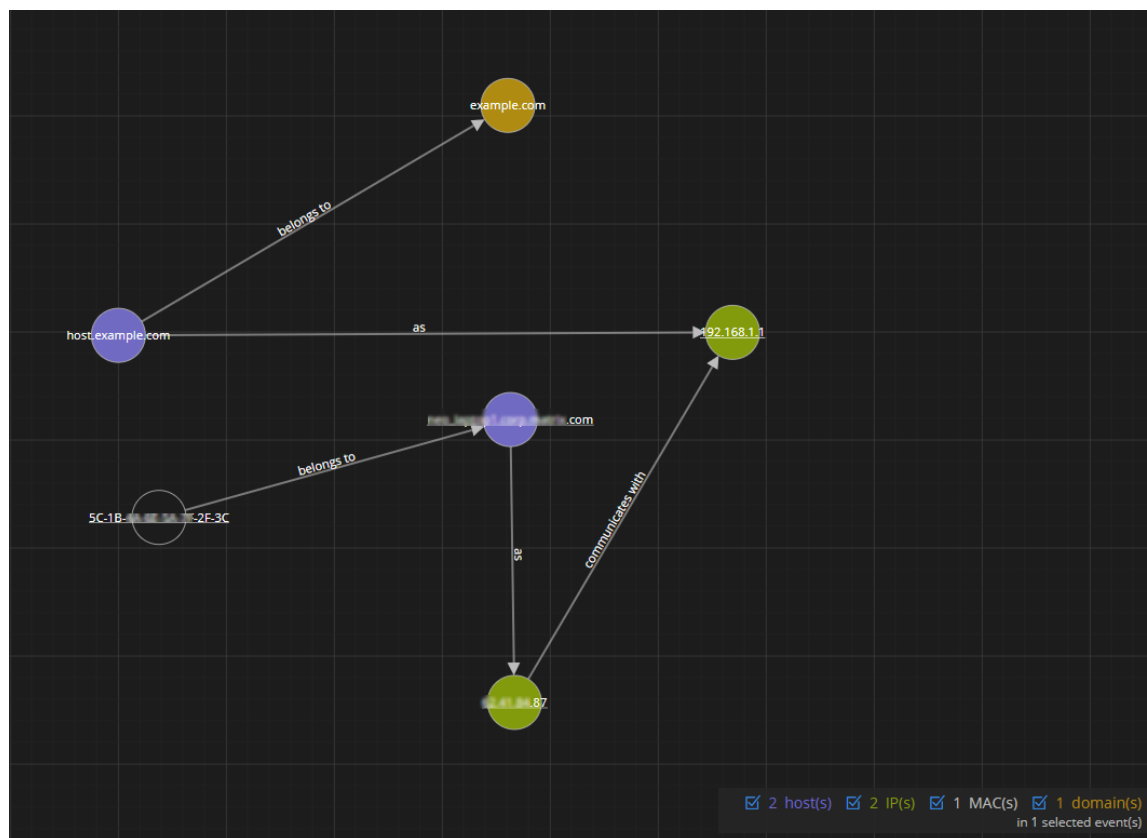 example.com
belongs to
host.example.com
as
192.168.1.1
.com
belongs to
5C-1B- -2F-3C
as
communicates with
.87
2 host(s) 2 IP(s) 1 MAC(s) 1 domain(s)
in 1 selected event(s)